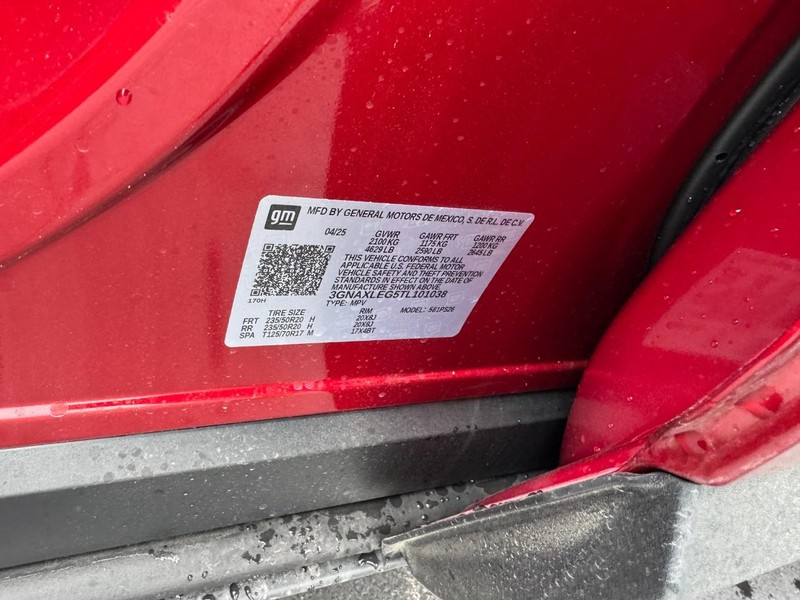 gm MFD BY GENERAL MOTORS DE MEXICO, S. DE R.L. DE C.V.
04/25 GVWR GAWR FRT GAWR RR
2100 KG 1175 KG 1200 KG
4629 LB 2590 LB 2645 LB
THIS VEHICLE CONFORMS TO ALL
APPLICABLE U.S. FEDERAL MOTOR
VEHICLE SAFETY AND THEFT PREVENTION
STANDARDS IN EFFECT ON THE DATE OF
MANUFACTURE SHOWN ABOVE.
170H 3GNAXLEG5TL101038
TYPE: MPV MODEL: 561PS26
TIRE SIZE RIM
FRT 235/50R20 H 20X8J
RR 235/50R20 H 20X8J
SPA T125/70R17 M 17X4BT